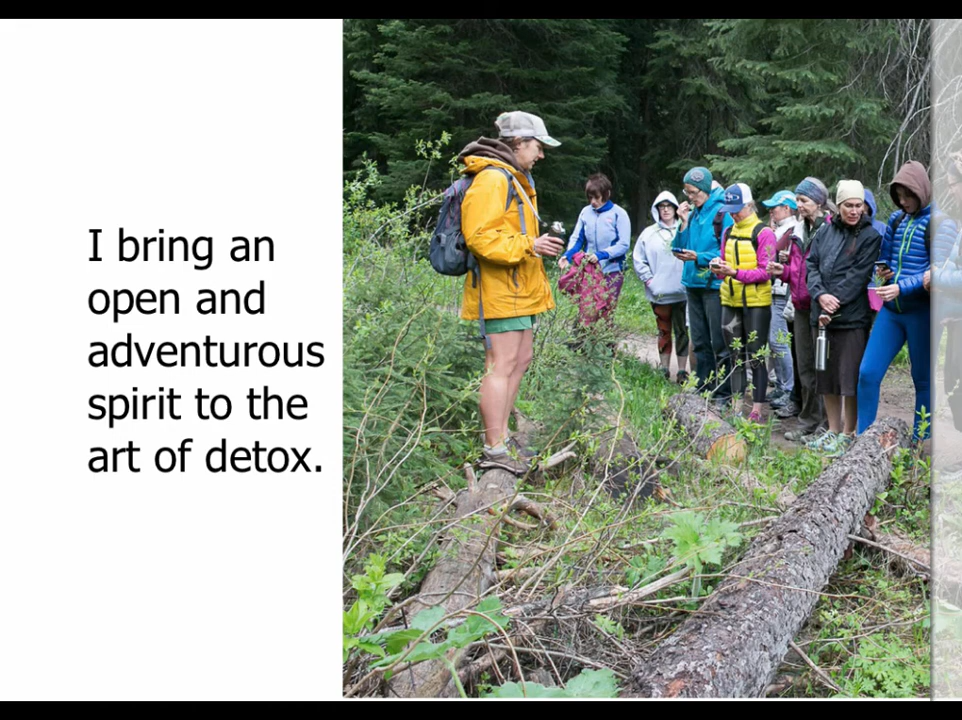 I bring an
open and
adventurous
spirit to the
art of detox.